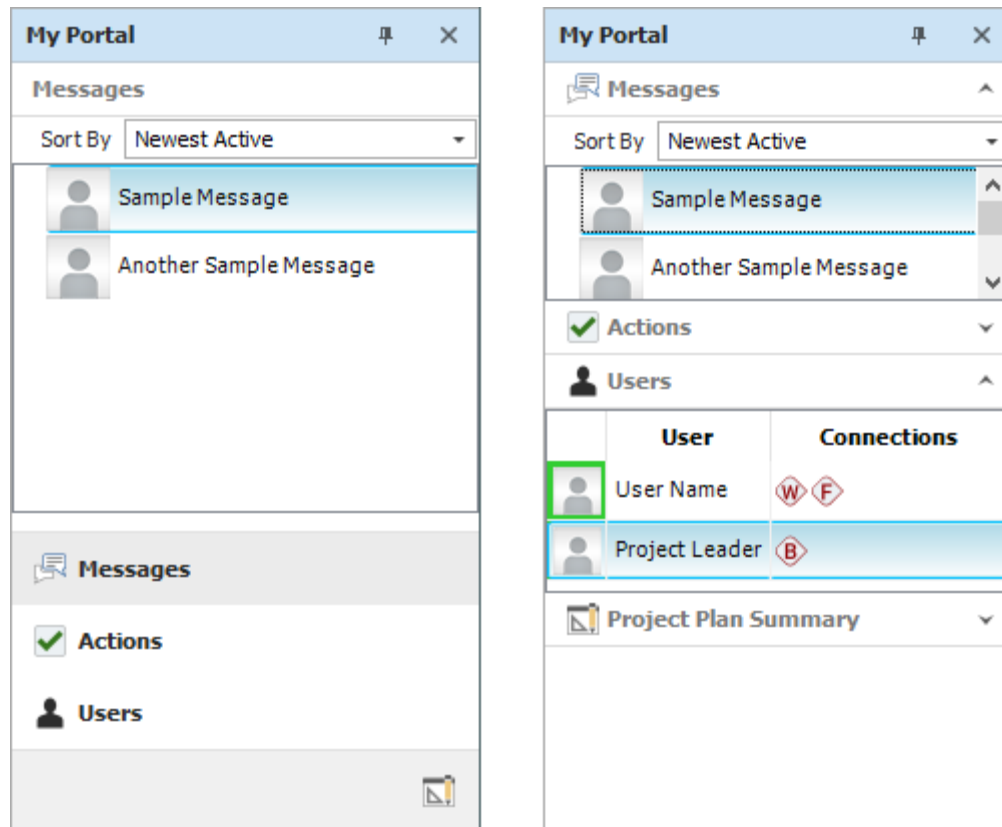 My Portal
Messages
Sort By Newest Active
Sample Message
Another Sample Message
Messages
Actions
Users
My Portal
Messages
Sort By Newest Active
Sample Message
Another Sample Message
Actions
Users
User Connections
User Name W F
Project Leader B
Project Plan Summary